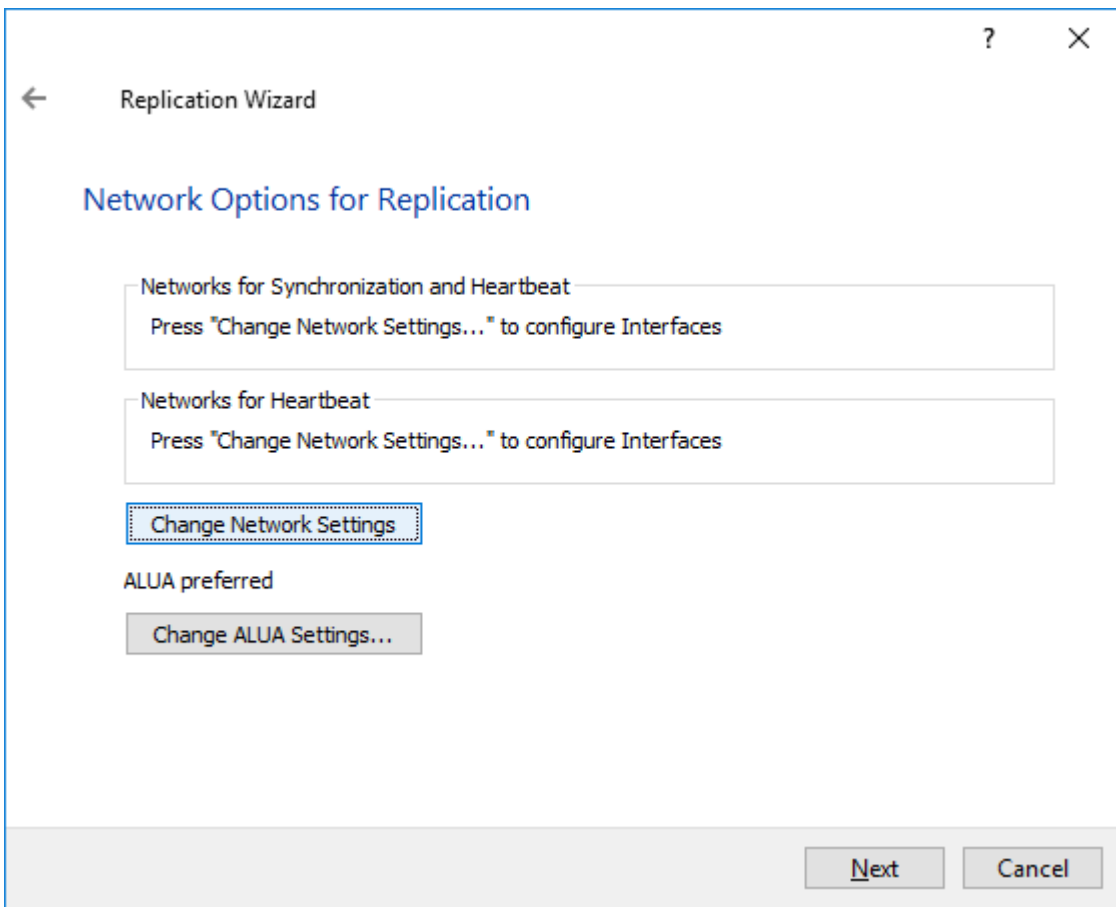 ?
Replication Wizard
Network Options for Replication
Networks for Synchronization and Heartbeat
Press "Change Network Settings..." to configure Interfaces
Networks for Heartbeat
Press "Change Network Settings..." to configure Interfaces
Change Network Settings
ALUA preferred
Change ALUA Settings...
Next Cancel